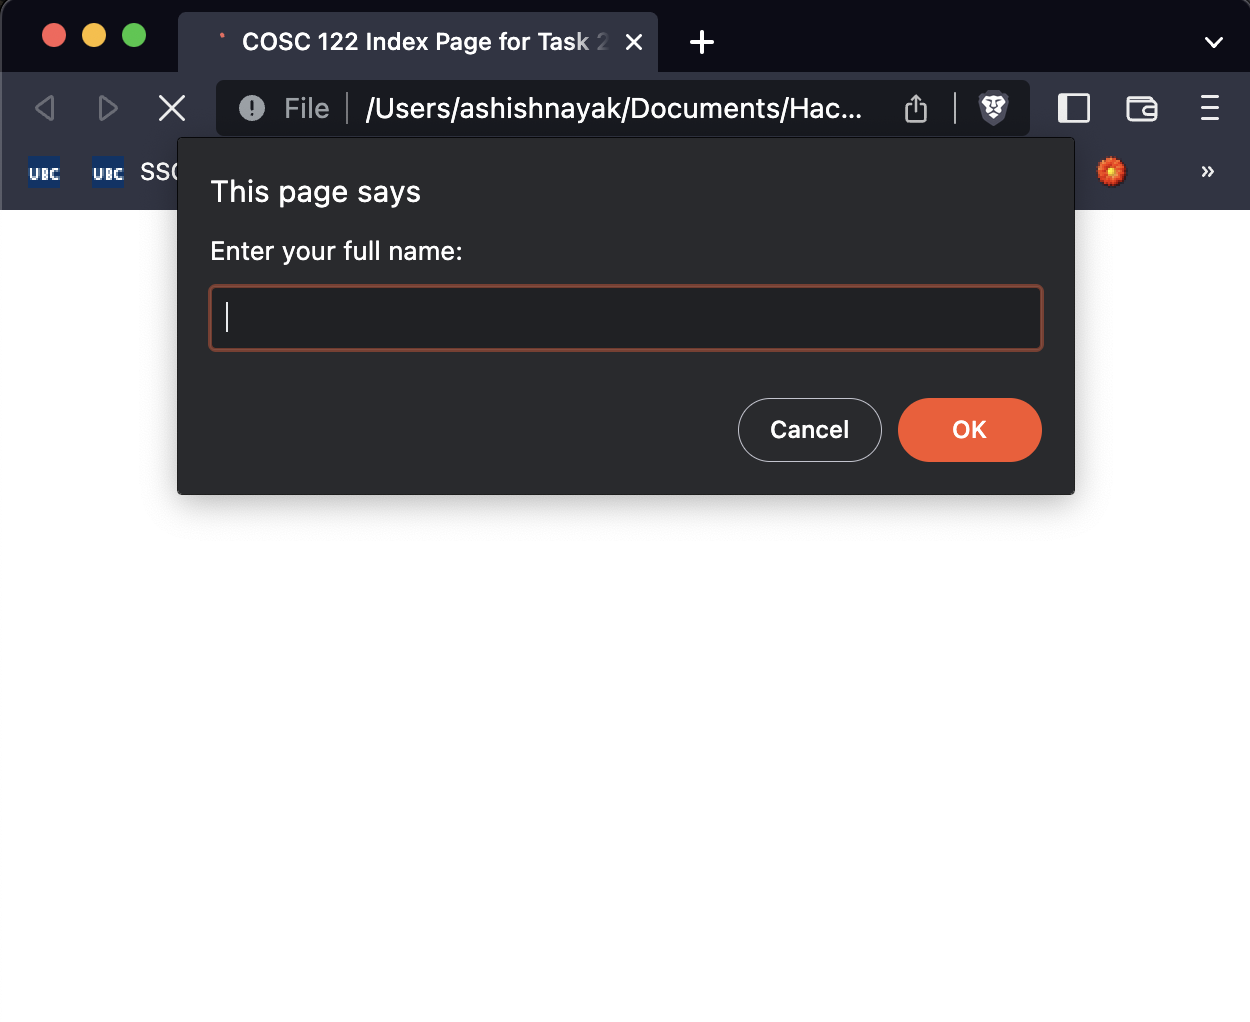 COSC 122 Index Page for Task 2
File
/Users/ashishnayak/Documents/Hac...
UBC
UBC SSC
This page says
Enter your full name:
Cancel OK